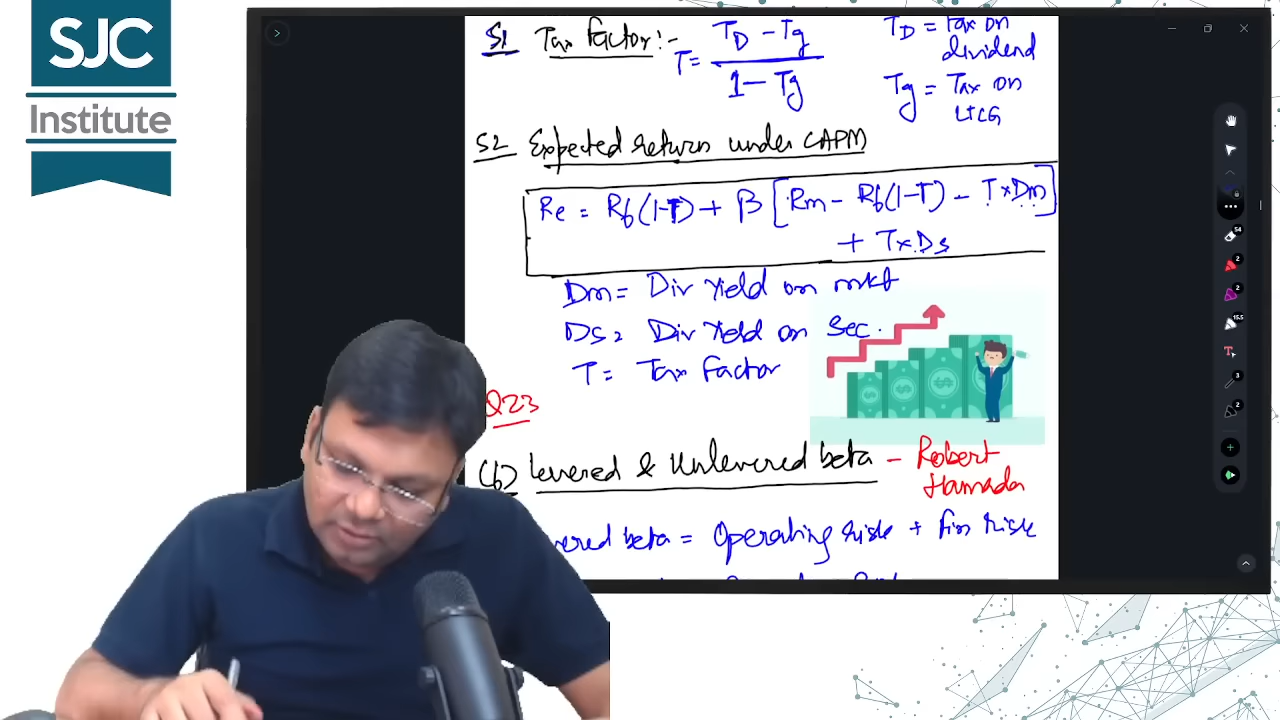 SJC
Institute
S1 Tax Factor:- T = TD - Tg / 1 - Tg
TD = Tax on dividend
Tg = Tax on LTCG
S2 Expected return under CAPM
Re = Rf(1-T) + β [Rm - Rf(1-T) - T×Dm]
+ T×Ds
Dm = Div Yield on mkt
Ds = Div Yield on Sec.
T = Tax Factor
Q23
(b) Levered & Unlevered beta - Robert Hamada
vered beta = Operating risk + Fin risk